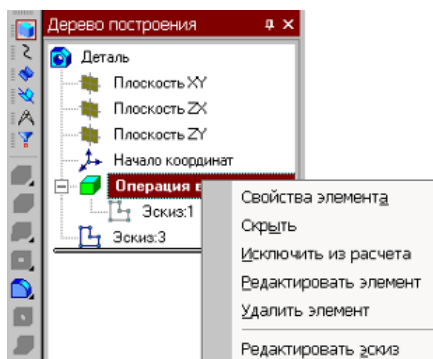 Дерево построения
Деталь
Плоскость XY
Плоскость ZX
Плоскость ZY
Начало координат
Операция в
Эскиз:1
Эскиз:3
Свойства элемента
Скрыть
Исключить из расчета
Редактировать элемент
Удалить элемент
Редактировать эскиз